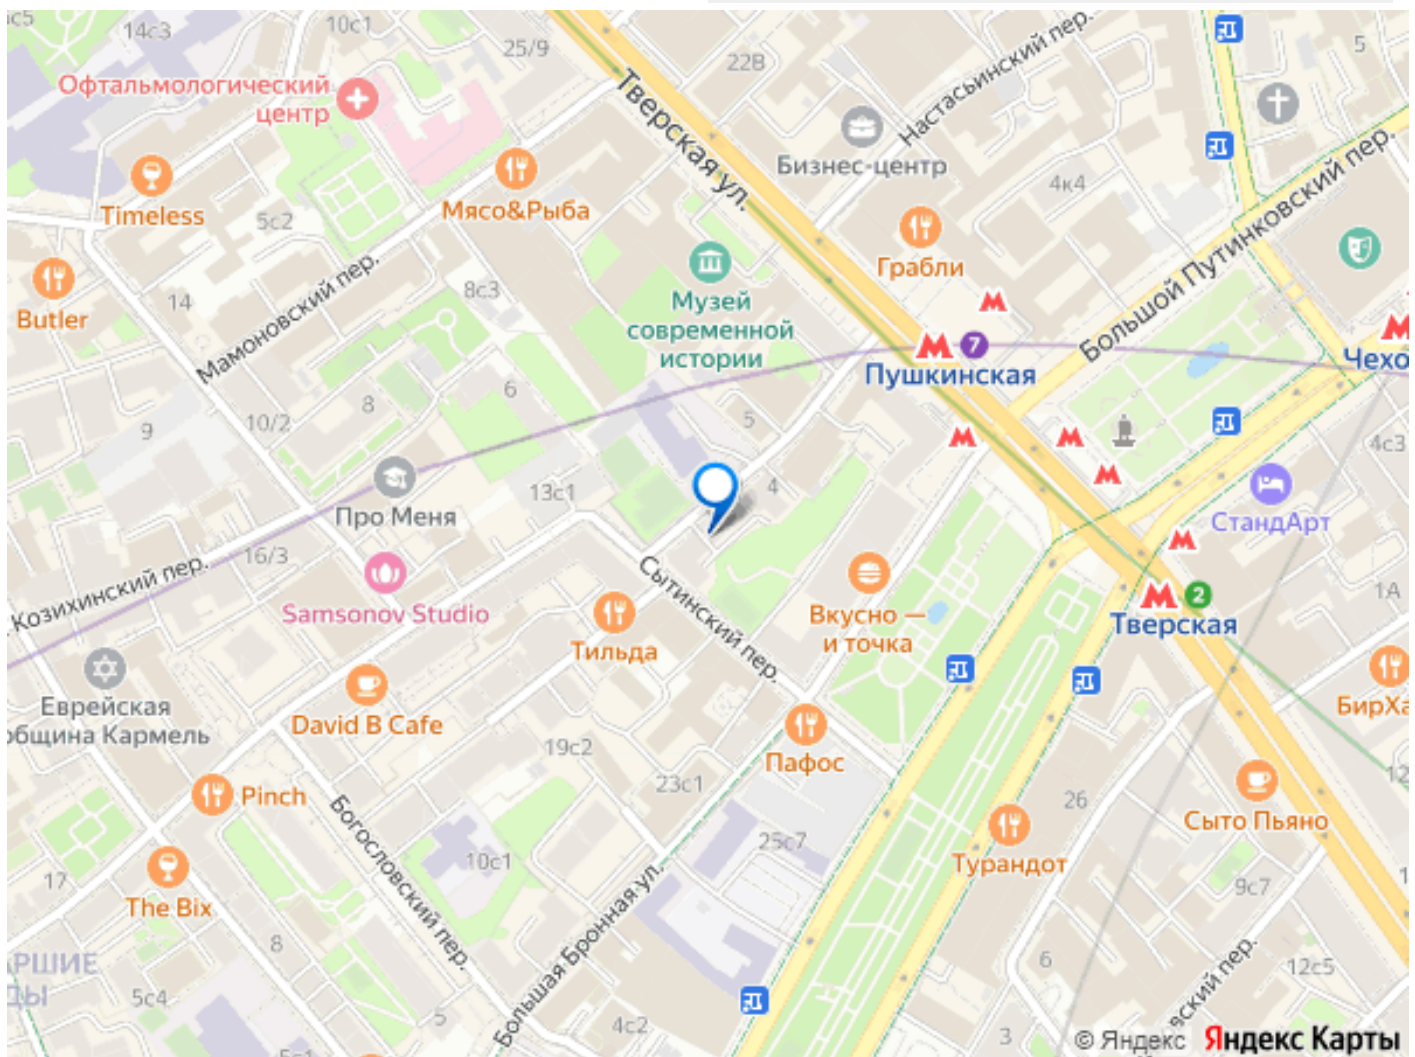 14с3
10с1
25/9
22В
Настасьинский пер.
5
Офтальмологический
центр
Тверская ул.
Бизнес-центр
4к4
Большой Путинковский пер.
Timeless
5с2
Мясо&Рыба
Грабли
Butler
14
Мамоновский пер.
8с3
Музей
современной
истории
7
Пушкинская
9
10/2
8
6
5
4с3
Про Меня
13с1
4
СтандАрт
16/3
Козихинский пер.
Samsonov Studio
Сытинский пер.
Тильда
Вкусно —
и точка
2
Тверская
1А
Еврейская
община Кармель
David B Cafe
19с2
23с1
Пафос
Pinch
Богословский пер.
26
Сыто Пьяно
25с7
Турандот
10с1
17
The Bix
Большая Бронная ул.
9с7
8
6
12с5
5с4
5
4с2
3
© Яндекс
Яндекс Карты